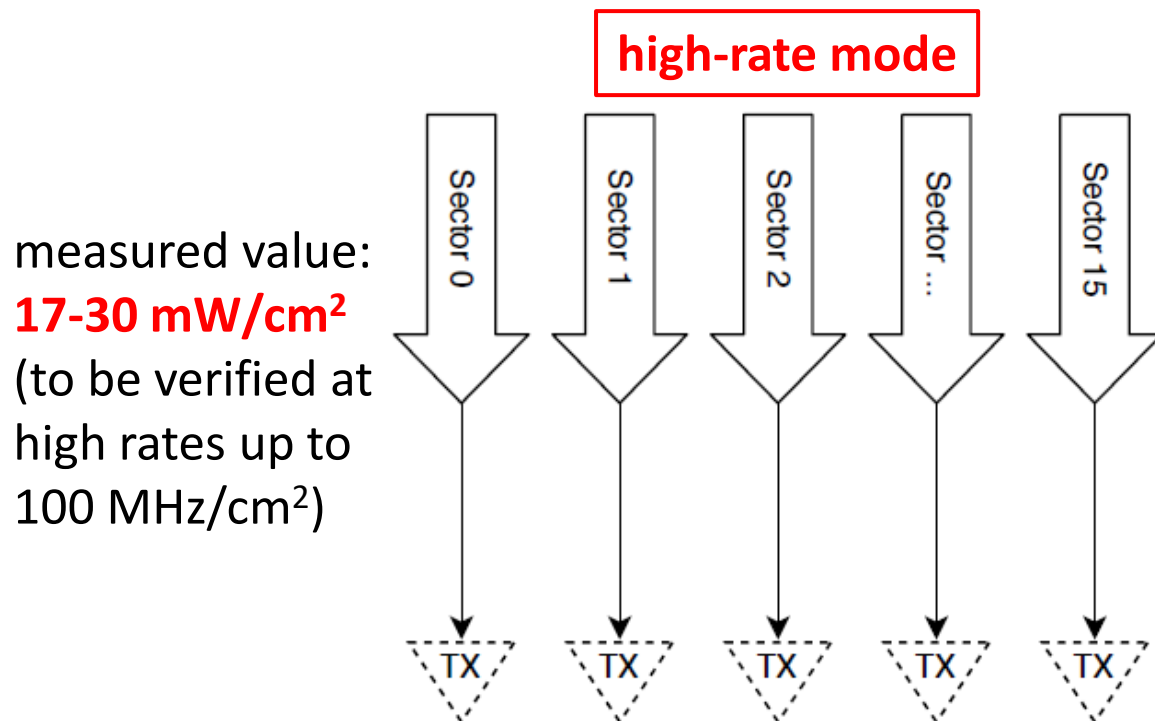 high-rate mode
measured value:
17-30 mW/cm²
(to be verified at
high rates up to
100 MHz/cm²)
Sector 0
Sector 1
Sector 2
Sector ...
Sector 15
TX
TX
TX
TX
TX